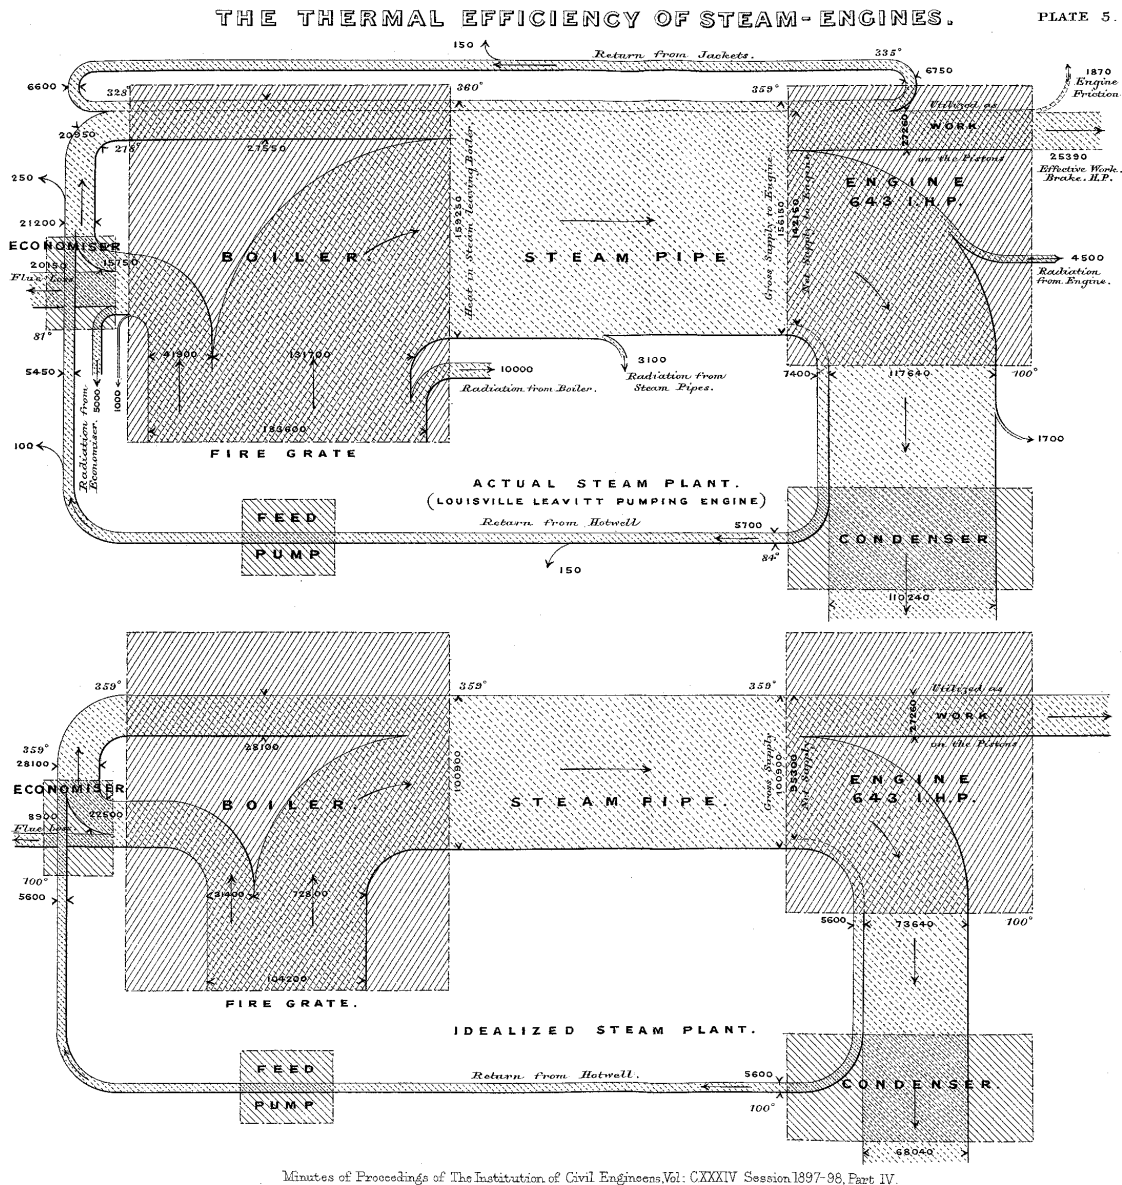 THE THERMAL EFFICIENCY OF STEAM-ENGINES.
PLATE 5.
150
Return from Jackets.
335°
6750
1870
Engine
Friction
6600
328°
360°
359°
20950
278°
27550
27260
Utilized as
WORK
on the Pistons
25390
Effective Work.
Brake. H.P.
250
21200
ECONOMISER
20150
15750
Flue Loss
BOILER.
Heat in Steam leaving Boiler
159250
STEAM PIPE
Gross Supply to Engine
156150
142150
Net Supply to Engine
ENGINE
643 I.H.P.
4500
Radiation
from Engine.
81°
5450
41900
131700
10000
Radiation from Boiler.
3100
Radiation from
Steam Pipes.
7400
117640
100°
Radiation from
Economiser.
5000
1000
183600
FIRE GRATE
100
1700
ACTUAL STEAM PLANT.
(LOUISVILLE LEAVITT PUMPING ENGINE)
FEED
PUMP
Return from Hotwell
5700
84°
150
CONDENSER
110240
359°
359°
359°
28100
27260
Utilized as
WORK
on the Pistons
359°
28100
ECONOMISER
8900
22500
Flue Loss.
BOILER.
100900
STEAM PIPE.
Gross Supply
100900
95300
Net Supply
ENGINE
643 I.H.P.
100°
5600
31400
72800
5600
73640
100°
104200
FIRE GRATE.
IDEALIZED STEAM PLANT.
FEED
PUMP
Return from Hotwell.
5600
100°
CONDENSER.
68040
Minutes of Proceedings of The Institution of Civil Engineers, Vol: CXXXIV Session 1897-98, Part IV.